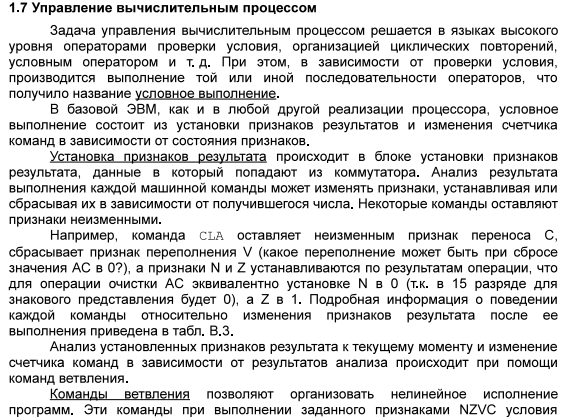 1.7 Управление вычислительным процессом
Задача управления вычислительным процессом решается в языках высокого
уровня операторами проверки условия, организацией циклических повторений,
условным оператором и т. д. При этом, в зависимости от проверки условия,
производится выполнение той или иной последовательности операторов, что
получило название условное выполнение.
В базовой ЭВМ, как и в любой другой реализации процессора, условное
выполнение состоит из установки признаков результатов и изменения счетчика
команд в зависимости от состояния признаков.
Установка признаков результата происходит в блоке установки признаков
результата, данные в который попадают из коммутатора. Анализ результата
выполнения каждой машинной команды может изменять признаки, устанавливая или
сбрасывая их в зависимости от получившегося числа. Некоторые команды оставляют
признаки неизменными.
Например, команда CLA оставляет неизменным признак переноса C,
сбрасывает признак переполнения V (какое переполнение может быть при сбросе
значения AC в 0?), а признаки N и Z устанавливаются по результатам операции, что
для операции очистки AC эквивалентно установке N в 0 (т.к. в 15 разряде для
знакового представления будет 0), а Z в 1. Подробная информация о поведении
каждой команды относительно изменения признаков результата после ее
выполнения приведена в табл. В.3.
Анализ установленных признаков результата к текущему моменту и изменение
счетчика команд в зависимости от результатов анализа происходит при помощи
команд ветвления.
Команды ветвления позволяют организовать нелинейное исполнение
программ. Эти команды при выполнении заданного признаками NZVC условия